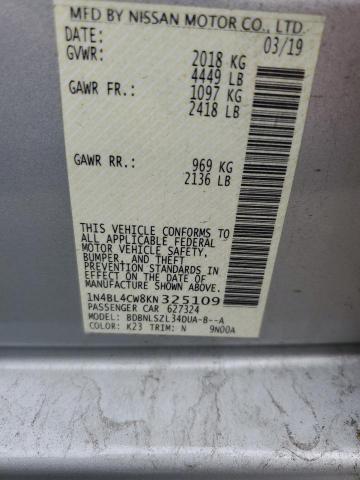 MFD BY NISSAN MOTOR CO., LTD.
DATE: 03/19
GVWR: 2018 KG
4449 LB
GAWR FR: 1097 KG
2418 LB
GAWR RR: 969 KG
2136 LB
THIS VEHICLE CONFORMS TO
ALL APPLICABLE FEDERAL
MOTOR VEHICLE SAFETY,
BUMPER, AND THEFT
PREVENTION STANDARDS IN
EFFECT ON THE DATE OF
MANUFACTURE SHOWN ABOVE.
1N4BL4CW8KN325109
PASSENGER CAR 627324
MODEL: BDBNLSZL34DUA-B--A
COLOR: K23 TRIM: N 9N00A